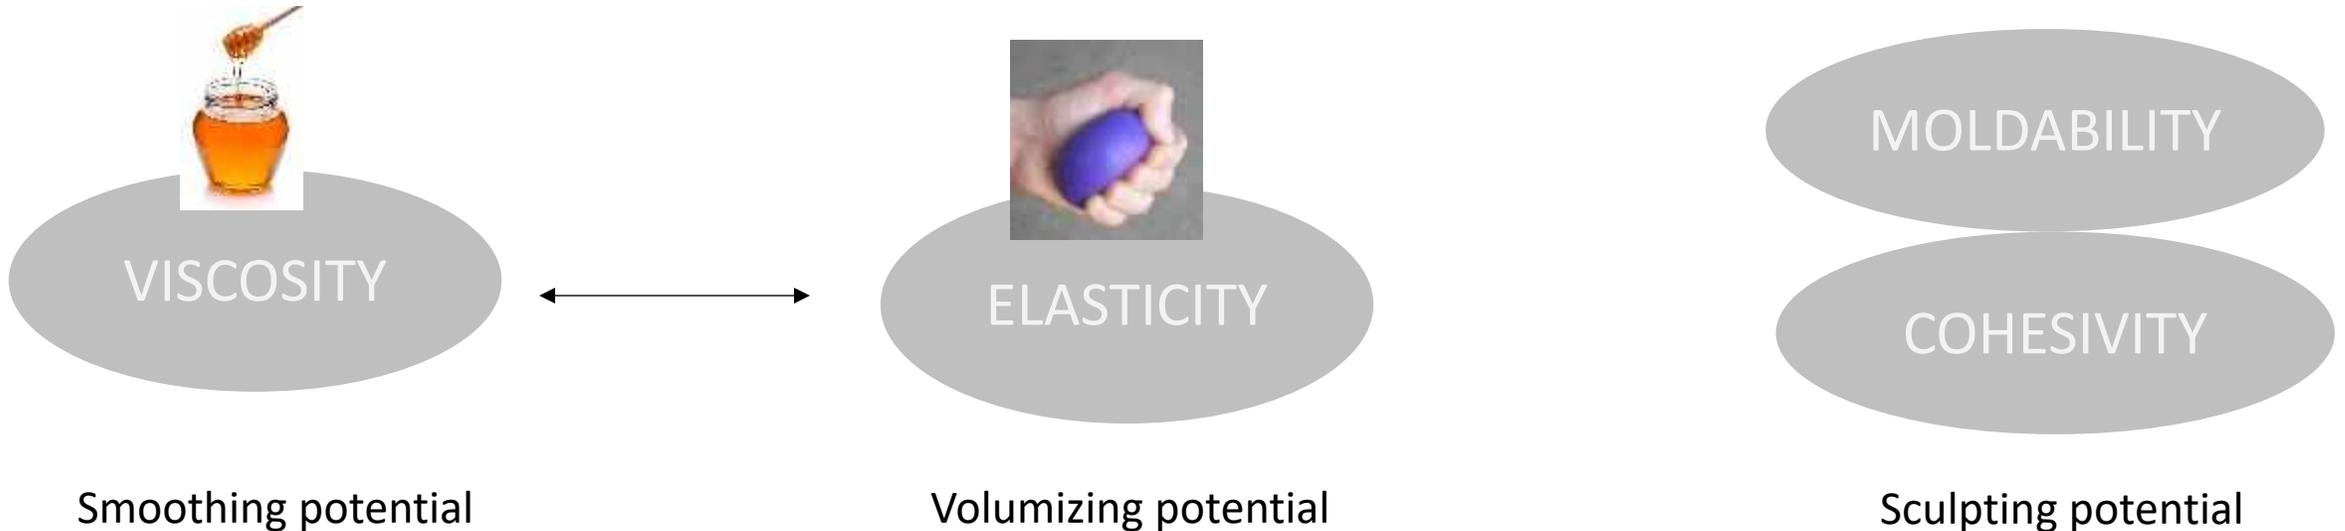 MOLDABILITY
VISCOSITY
ELASTICITY
COHESIVITY
Smoothing potential
Volumizing potential
Sculpting potential